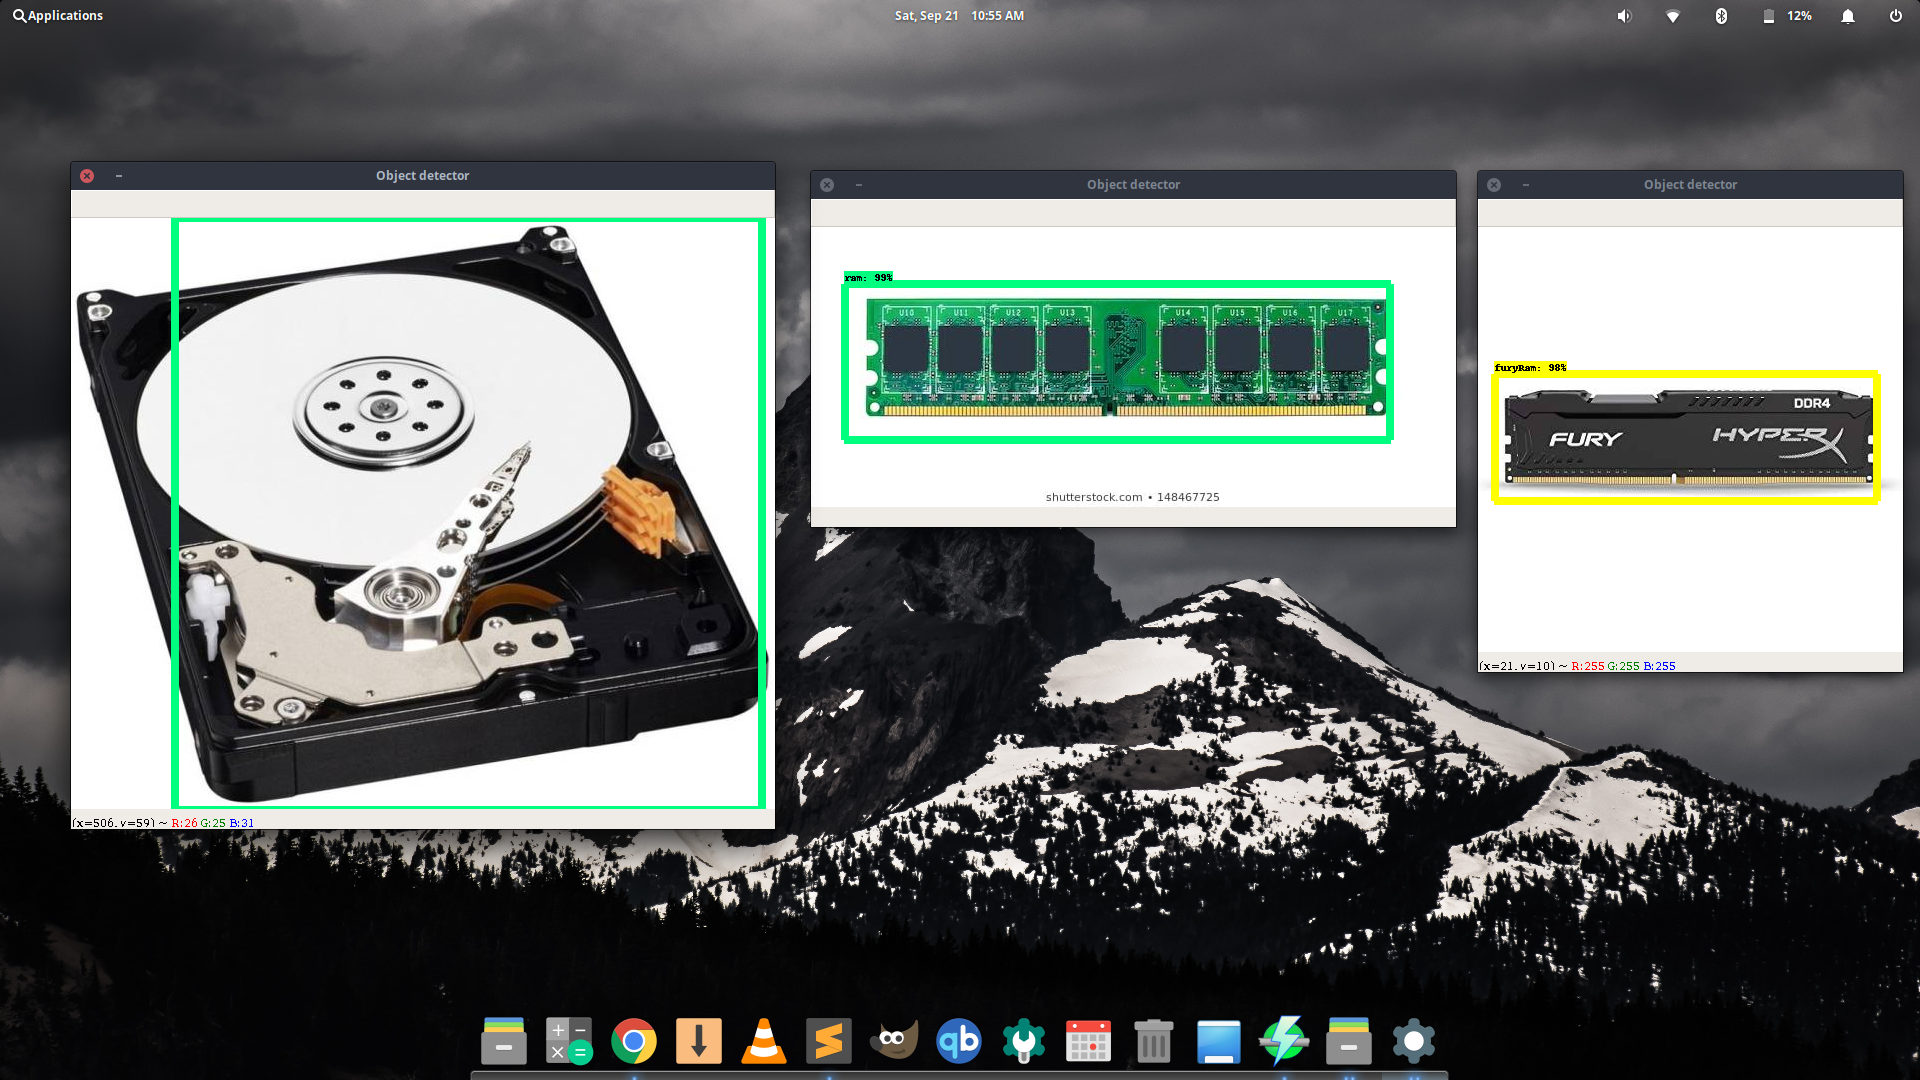 Applications
Sat, Sep 21 10:55 AM
12%
Object detector
(x=506, y=59) ~ R:26 G:25 B:31
Object detector
ram: 99%
U10 U11 U12 U13 U14 U15 U16 U17
shutterstock.com • 148467725
Object detector
furyRam: 98%
DDR4
FURY HYPERX
(x=21, y=10) ~ R:255 G:255 B:255
qb